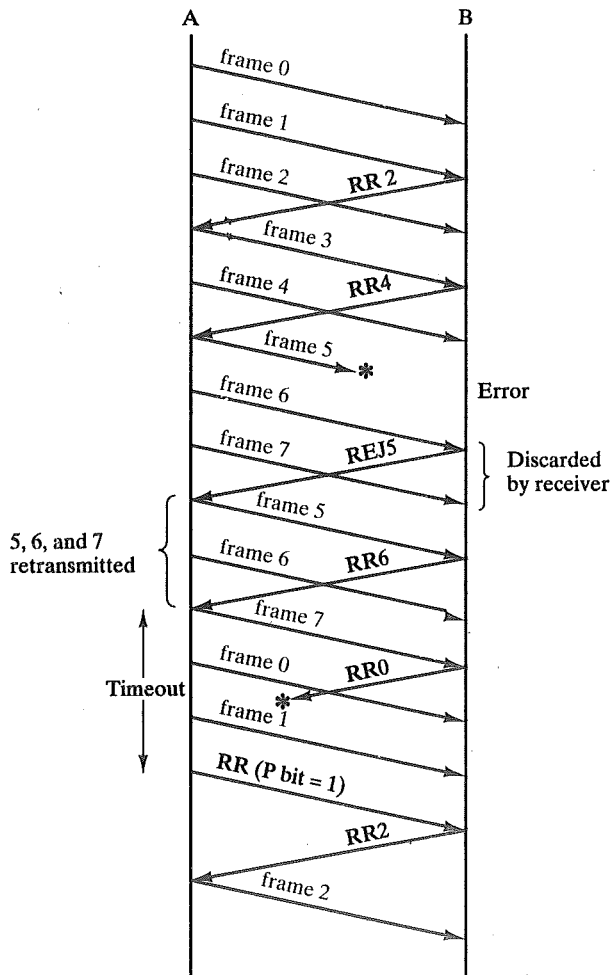 A
B
frame 0
frame 1
frame 2
RR 2
frame 3
frame 4
RR4
frame 5
*
Error
frame 6
frame 7
REJ5
Discarded
by receiver
5, 6, and 7
retransmitted
frame 5
frame 6
RR6
frame 7
Timeout
frame 0
RR0
*
frame 1
RR (P bit = 1)
RR2
frame 2